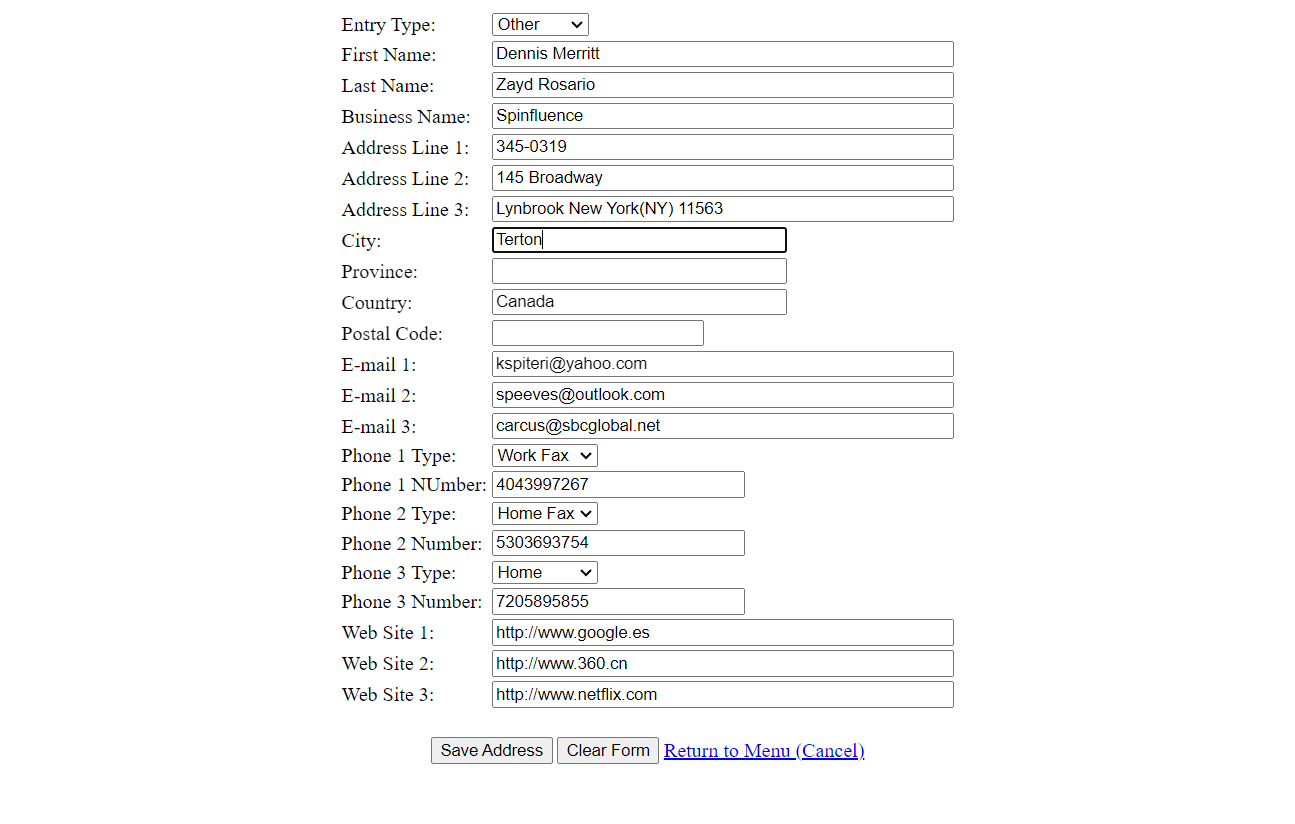 Entry Type: Other
First Name: Dennis Merritt
Last Name: Zayd Rosario
Business Name: Spinfluence
Address Line 1: 345-0319
Address Line 2: 145 Broadway
Address Line 3: Lynbrook New York(NY) 11563
City: Terton
Province:
Country: Canada
Postal Code:
E-mail 1: kspiteri@yahoo.com
E-mail 2: speeves@outlook.com
E-mail 3: carcus@sbcglobal.net
Phone 1 Type: Work Fax
Phone 1 NUmber: 4043997267
Phone 2 Type: Home Fax
Phone 2 Number: 5303693754
Phone 3 Type: Home
Phone 3 Number: 7205895855
Web Site 1: http://www.google.es
Web Site 2: http://www.360.cn
Web Site 3: http://www.netflix.com
Save Address Clear Form Return to Menu (Cancel)